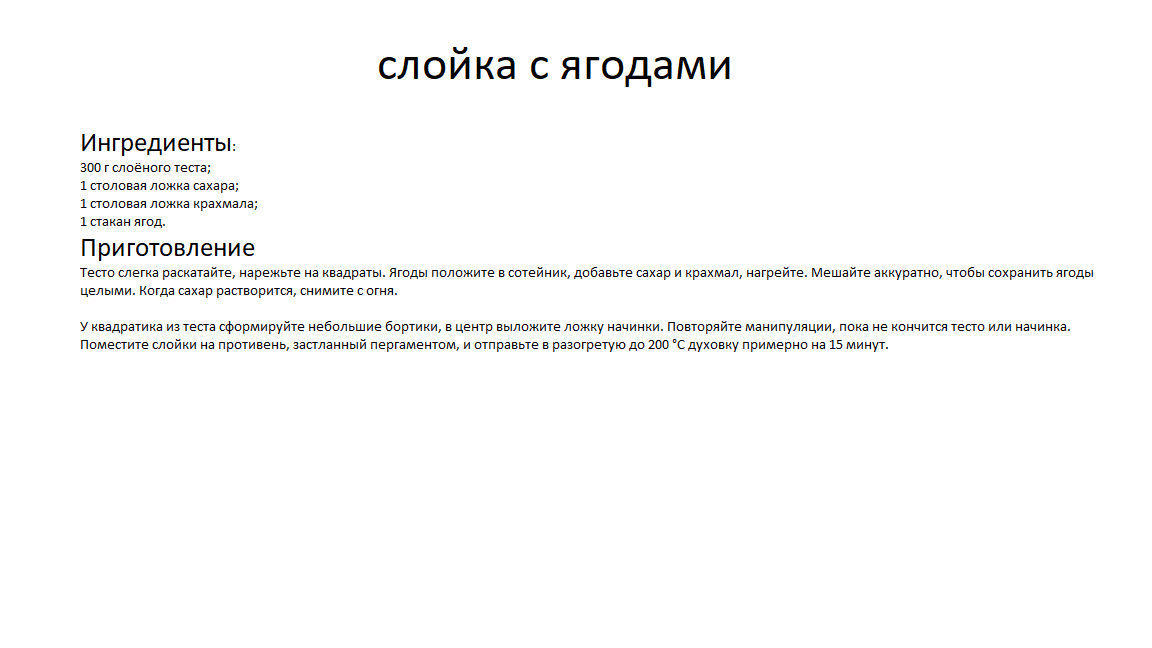 слойка с ягодами
Ингредиенты:
300 г слоёного теста;
1 столовая ложка сахара;
1 столовая ложка крахмала;
1 стакан ягод.
Приготовление
Тесто слегка раскатайте, нарежьте на квадраты. Ягоды положите в сотейник, добавьте сахар и крахмал, нагрейте. Мешайте аккуратно, чтобы сохранить ягоды
целыми. Когда сахар растворится, снимите с огня.
У квадратика из теста сформируйте небольшие бортики, в центр выложите ложку начинки. Повторяйте манипуляции, пока не кончится тесто или начинка.
Поместите слойки на противень, застланный пергаментом, и отправьте в разогретую до 200 °С духовку примерно на 15 минут.